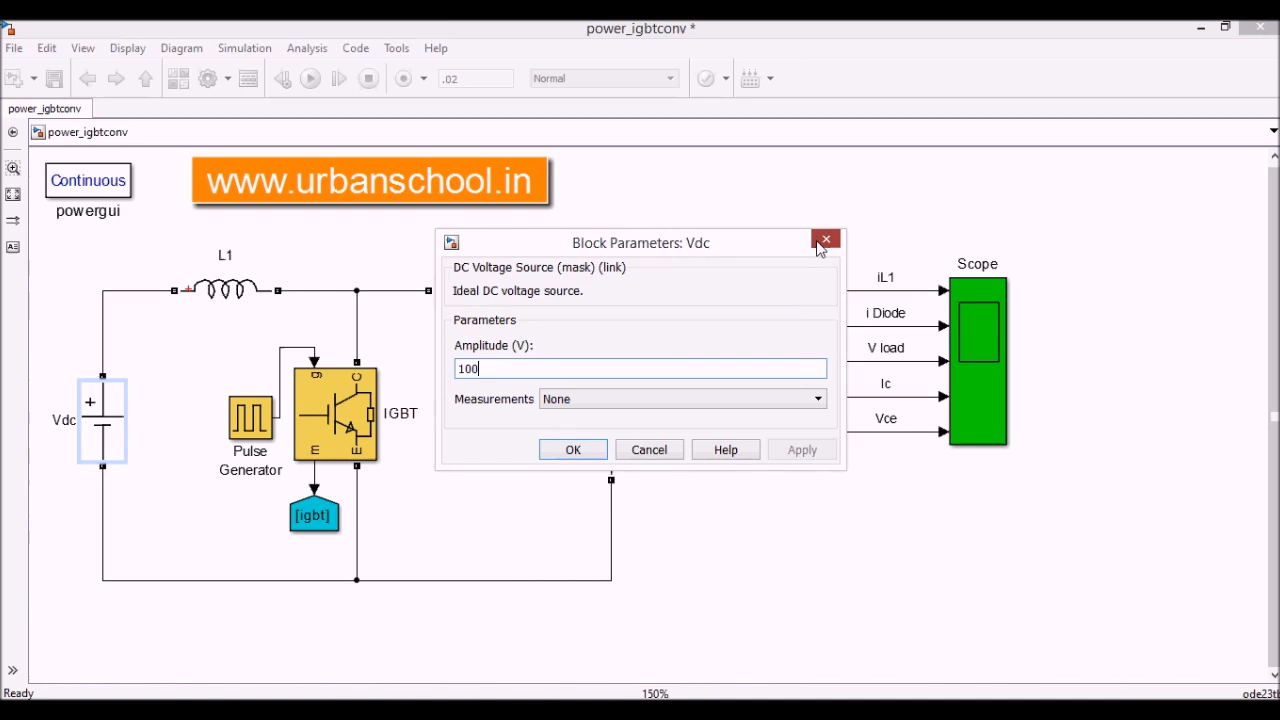 power_igbtconv *
File Edit View Display Diagram Simulation Analysis Code Tools Help
.02 Normal
power_igbtconv
power_igbtconv
Continuous
powergui
www.urbanschool.in
Block Parameters: Vdc
DC Voltage Source (mask) (link)
Ideal DC voltage source.
Parameters
Amplitude (V):
100
Measurements None
OK Cancel Help Apply
L1
Vdc
+
Pulse
Generator
g
C
m
E
IGBT
[igbt]
iL1
i Diode
V load
Ic
Vce
Scope
Ready 150% ode23tb